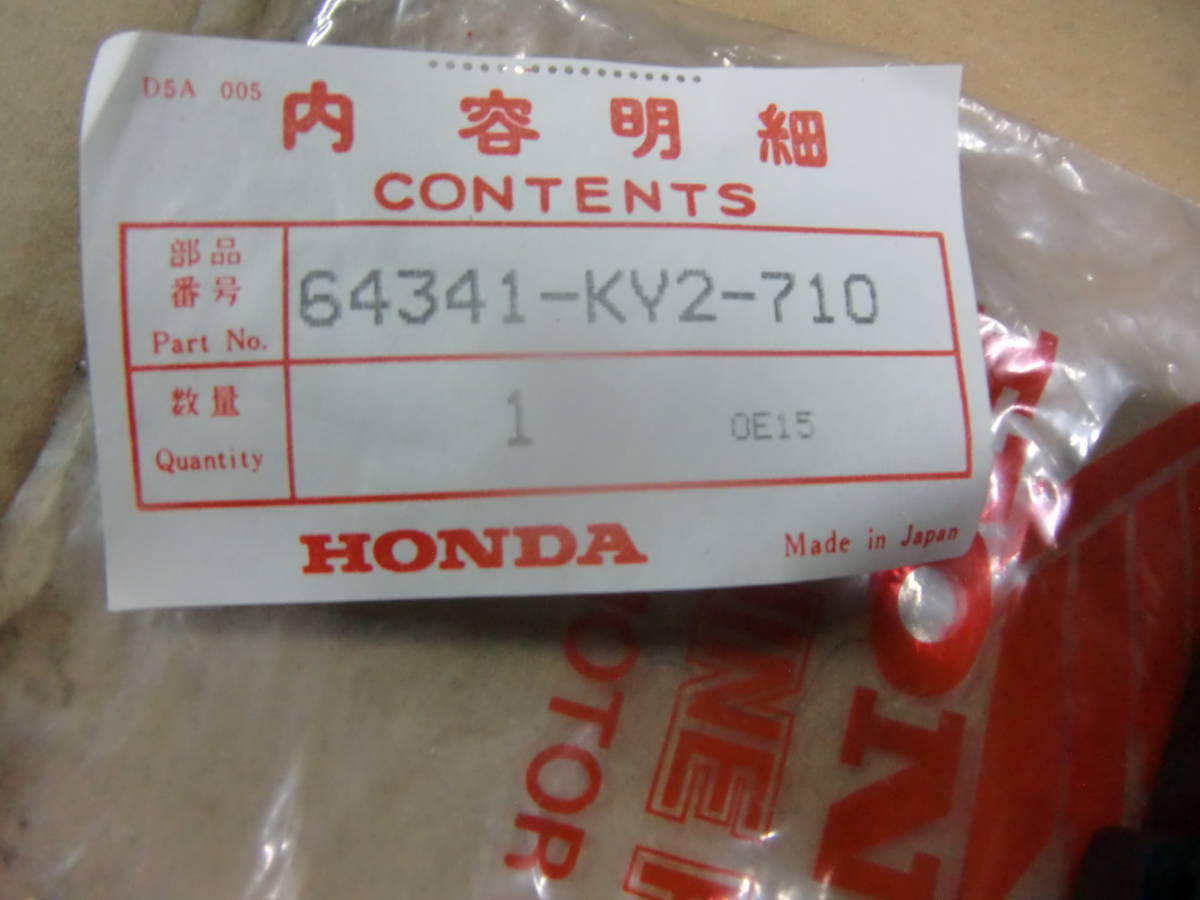 D5A 005
内容明細
CONTENTS
部品
番号
Part No.
64341-KY2-710
数量
Quantity
1
0E15
HONDA
Made in Japan
MOTOR